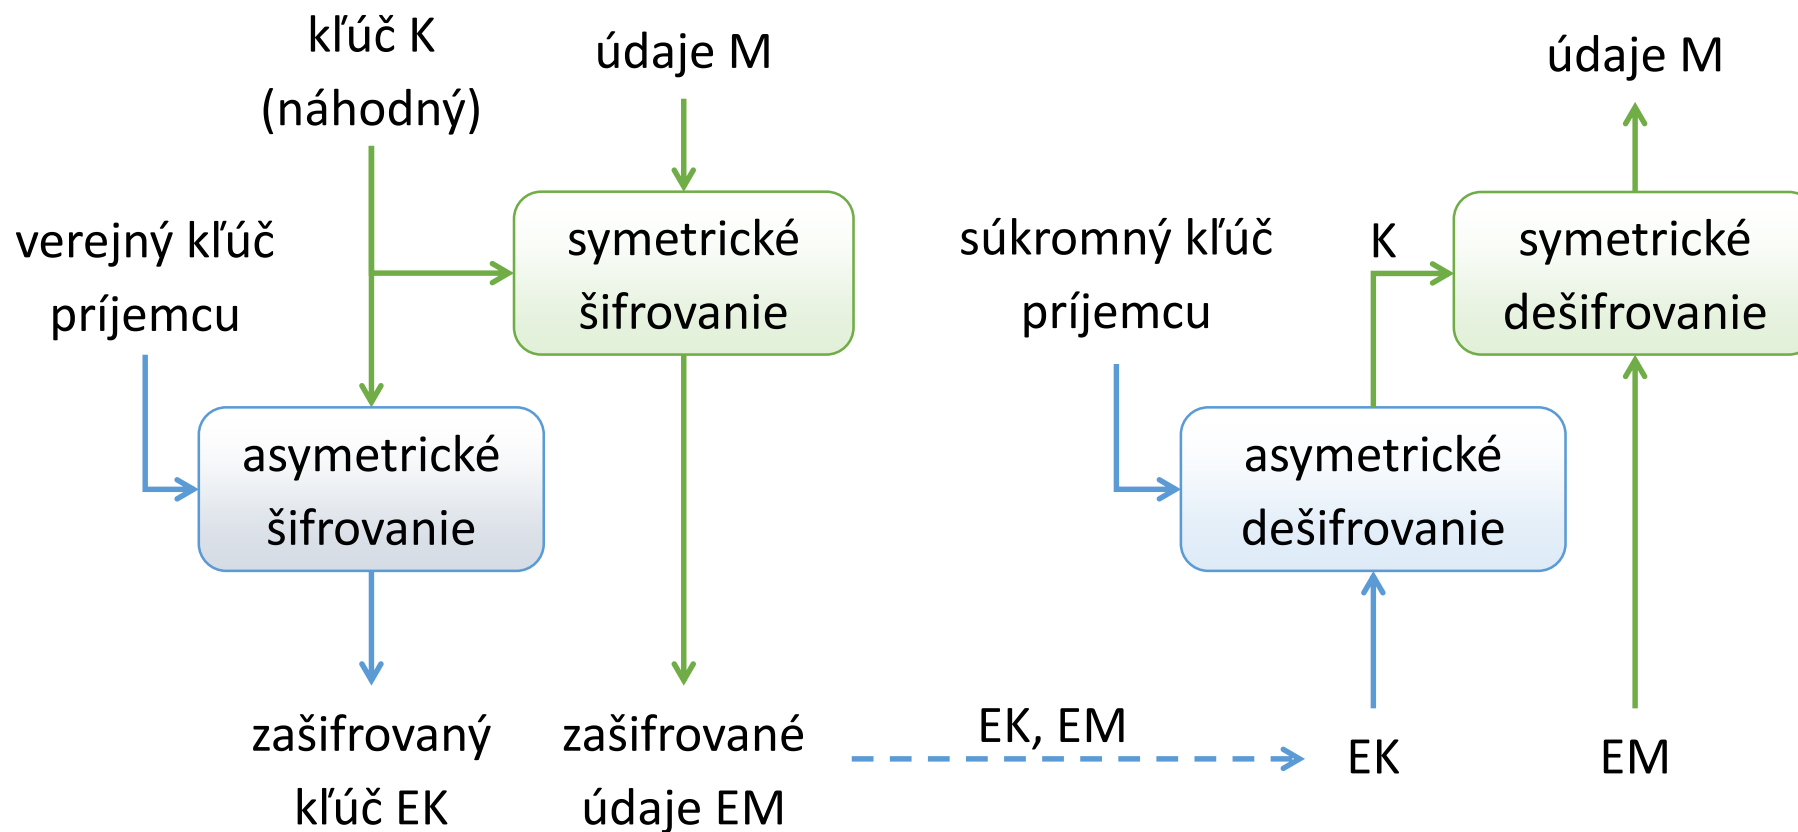 kľúč K
(náhodný)
údaje M
verejný kľúč
príjemcu
symetrické
šifrovanie
asymetrické
šifrovanie
zašifrovaný
kľúč EK
zašifrované
údaje EM
EK, EM
údaje M
súkromný kľúč
príjemcu
K
symetrické
dešifrovanie
asymetrické
dešifrovanie
EK
EM